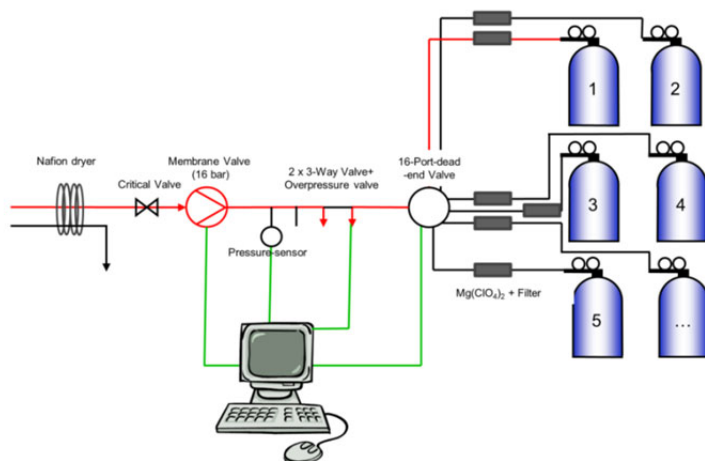 Nafion dryer
Critical Valve
Membrane Valve
(16 bar)
2 x 3-Way Valve+
Overpressure valve
16-Port-dead
-end Valve
Pressure-sensor
Mg(ClO₄)₂ + Filter
1
2
3
4
5
...